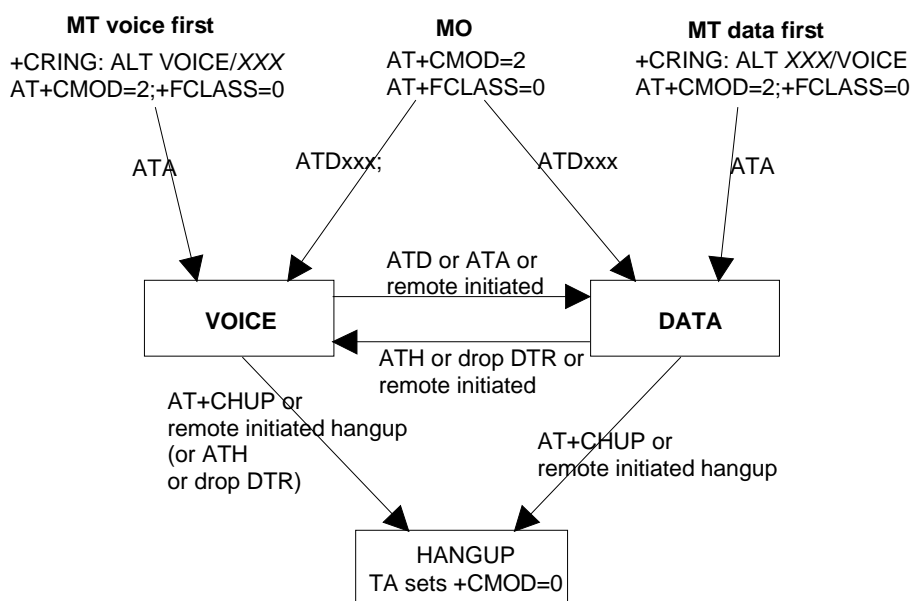 MT voice first
+CRING: ALT VOICE/XXX
AT+CMOD=2;+FCLASS=0
MO
AT+CMOD=2
AT+FCLASS=0
MT data first
+CRING: ALT XXX/VOICE
AT+CMOD=2;+FCLASS=0
ATA
ATDxxx;
ATDxxx
ATA
ATD or ATA or
remote initiated
VOICE
DATA
ATH or drop DTR or
remote initiated
AT+CHUP or
remote initiated hangup
(or ATH
or drop DTR)
AT+CHUP or
remote initiated hangup
HANGUP
TA sets +CMOD=0